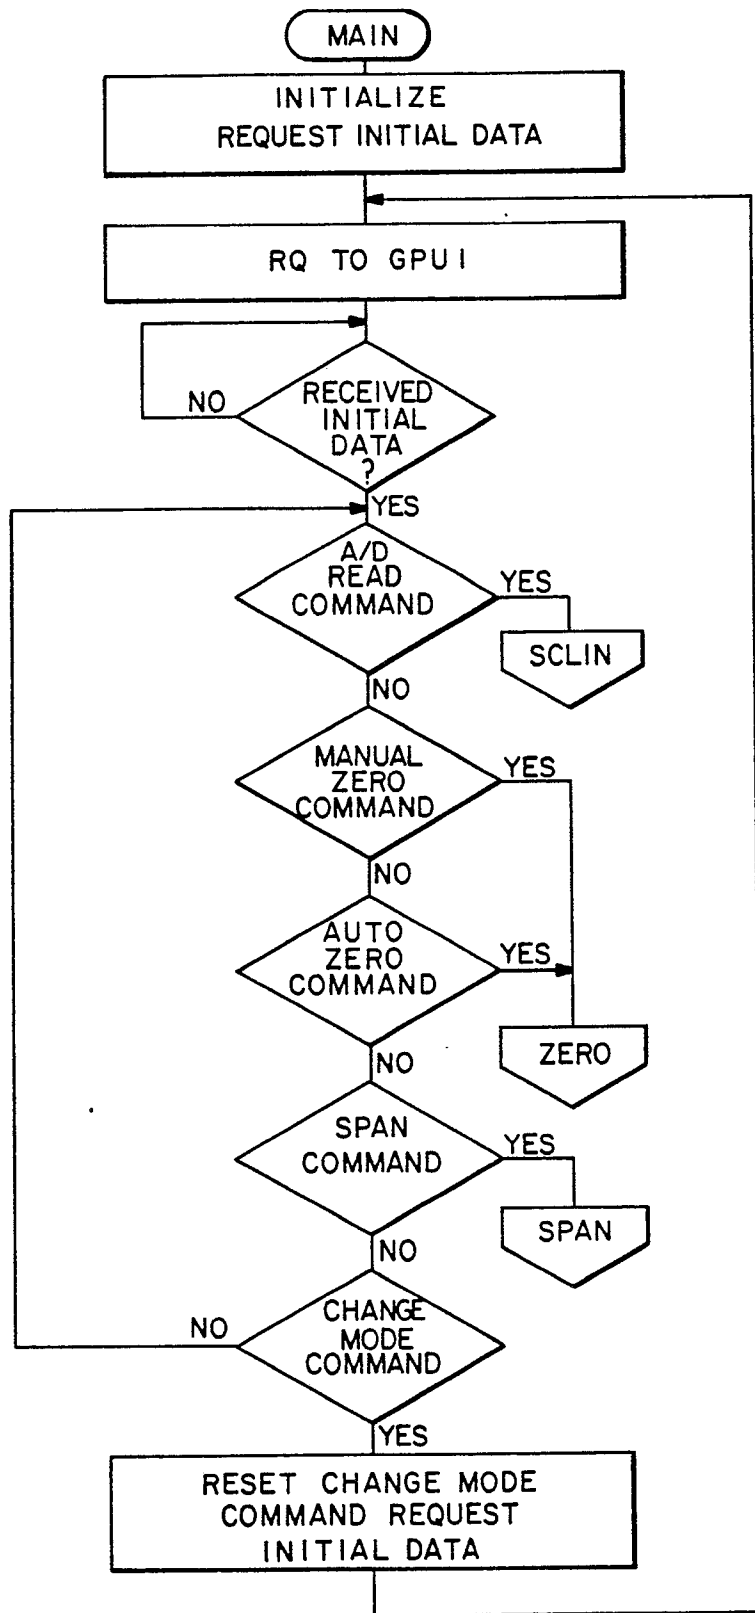 MAIN
INITIALIZE
REQUEST INITIAL DATA
RQ TO GPU1
NO
RECEIVED
INITIAL
DATA
?
YES
A/D
READ
COMMAND
YES
SCLIN
NO
MANUAL
ZERO
COMMAND
YES
NO
AUTO
ZERO
COMMAND
YES
ZERO
NO
SPAN
COMMAND
YES
SPAN
NO
CHANGE
MODE
COMMAND
NO
YES
RESET CHANGE MODE
COMMAND REQUEST
INITIAL DATA